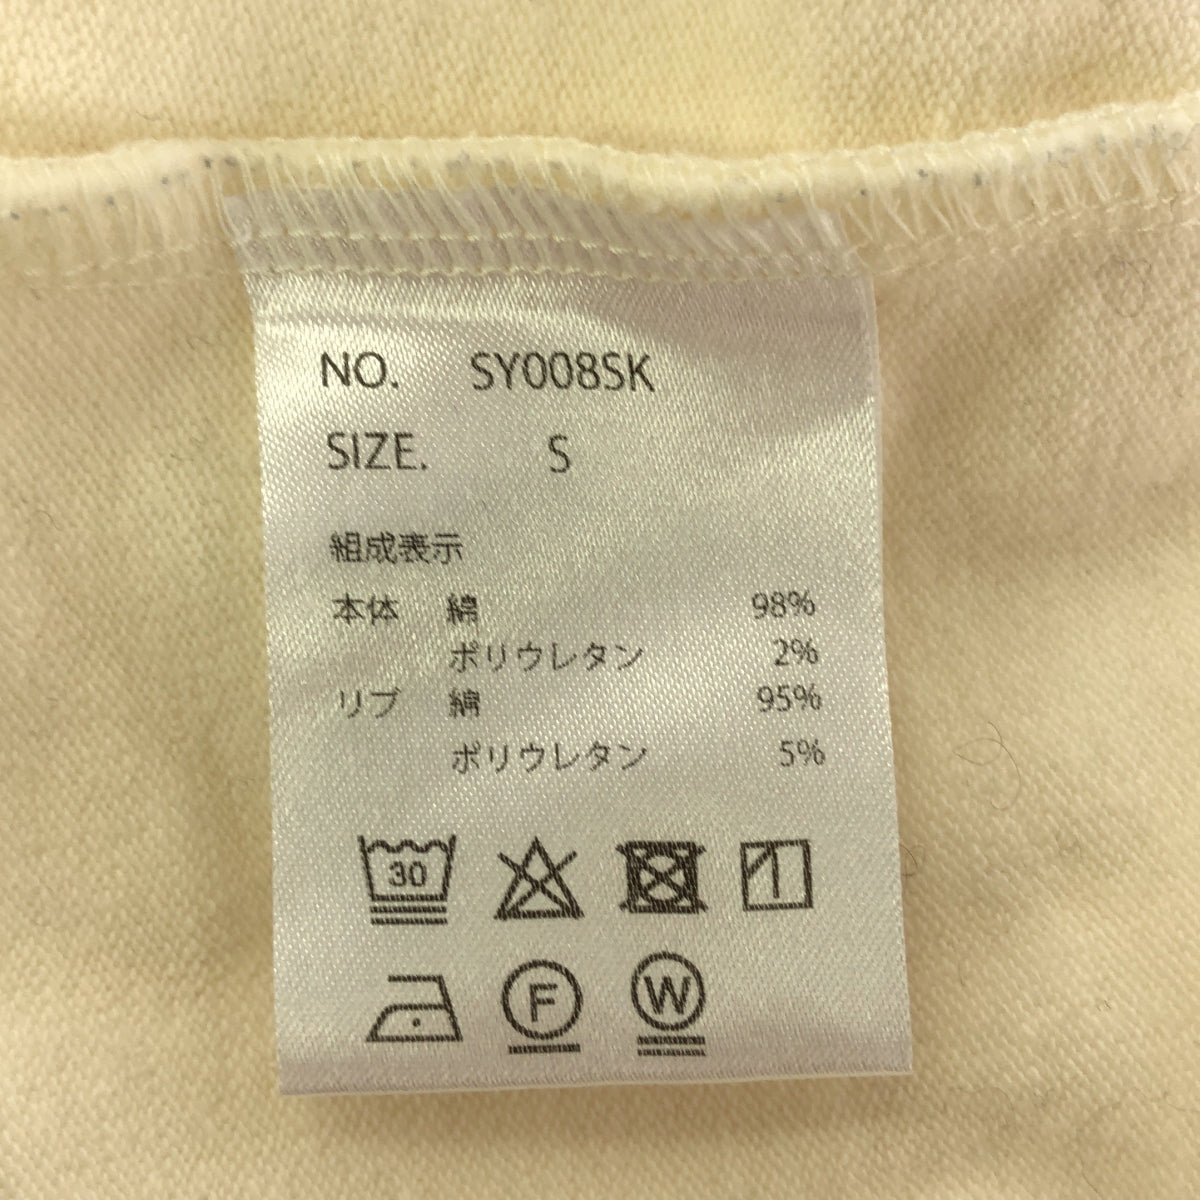 NO. SY008SK
SIZE. S
組成表示
本体 綿 98%
ポリウレタン 2%
リブ 綿 95%
ポリウレタン 5%
30
F
W